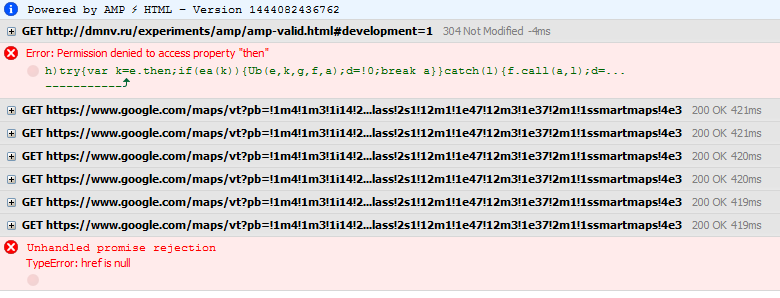 Powered by AMP ⚡ HTML – Version 1444082436762
GET http://dmnv.ru/experiments/amp/amp-valid.html#development=1 304 Not Modified -4ms
Error: Permission denied to access property "then"
h)try{var k=e.then;if(ea(k)){Ub(e,k,g,f,a);d=!0;break a}}catch(l){f.call(a,l);d=...
GET https://www.google.com/maps/vt?pb=!1m4!1m3!1i14!2...lass!2s1!12m1!1e47!12m3!1e37!2m1!1ssmartmaps!4e3 200 OK 421ms
GET https://www.google.com/maps/vt?pb=!1m4!1m3!1i14!2...lass!2s1!12m1!1e47!12m3!1e37!2m1!1ssmartmaps!4e3 200 OK 421ms
GET https://www.google.com/maps/vt?pb=!1m4!1m3!1i14!2...lass!2s1!12m1!1e47!12m3!1e37!2m1!1ssmartmaps!4e3 200 OK 420ms
GET https://www.google.com/maps/vt?pb=!1m4!1m3!1i14!2...lass!2s1!12m1!1e47!12m3!1e37!2m1!1ssmartmaps!4e3 200 OK 420ms
GET https://www.google.com/maps/vt?pb=!1m4!1m3!1i14!2...lass!2s1!12m1!1e47!12m3!1e37!2m1!1ssmartmaps!4e3 200 OK 419ms
GET https://www.google.com/maps/vt?pb=!1m4!1m3!1i14!2...lass!2s1!12m1!1e47!12m3!1e37!2m1!1ssmartmaps!4e3 200 OK 419ms
Unhandled promise rejection
TypeError: href is null